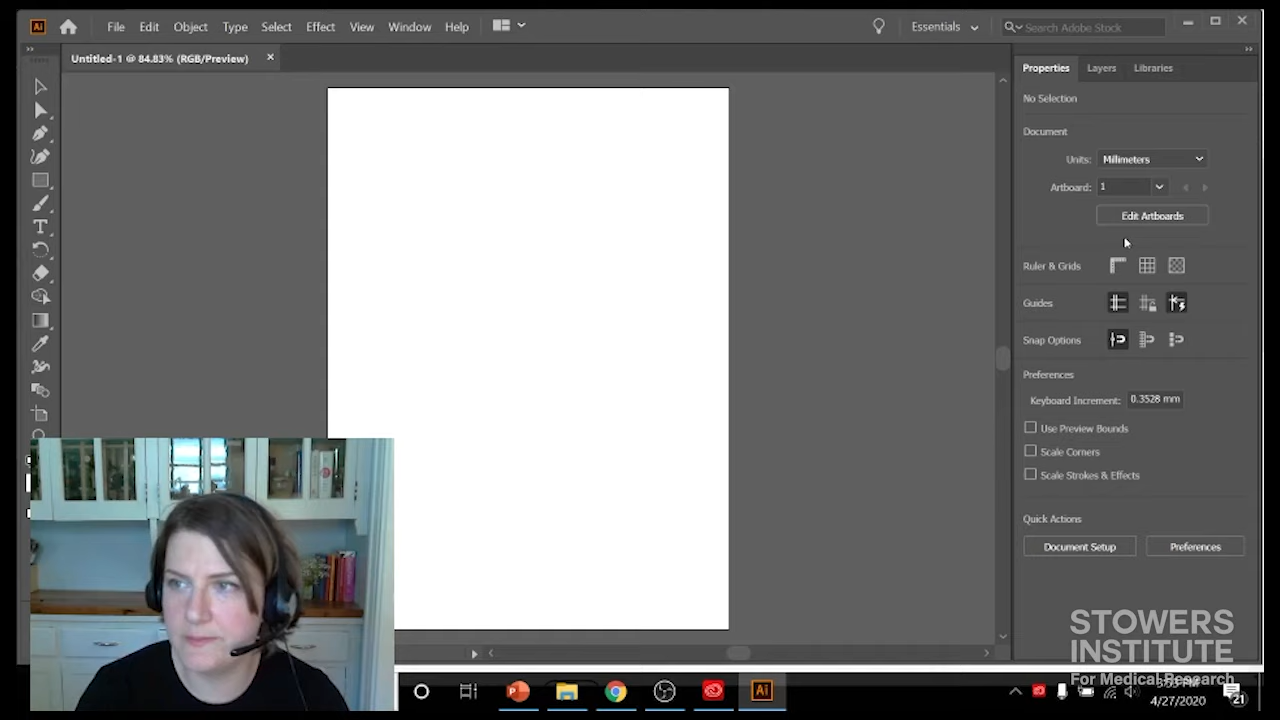 Ai File Edit Object Type Select Effect View Window Help Essentials Search Adobe Stock
Untitled-1 @ 84.83% (RGB/Preview)
Properties Layers Libraries
No Selection
Document
Units: Millimeters
Artboard: 1
Edit Artboards
Ruler & Grids
Guides
Snap Options
Preferences
Keyboard Increment: 0.3528 mm
Use Preview Bounds
Scale Corners
Scale Strokes & Effects
Quick Actions
Document Setup Preferences
STOWERS
INSTITUTE
For Medical Research
Ai
4/27/2020
21